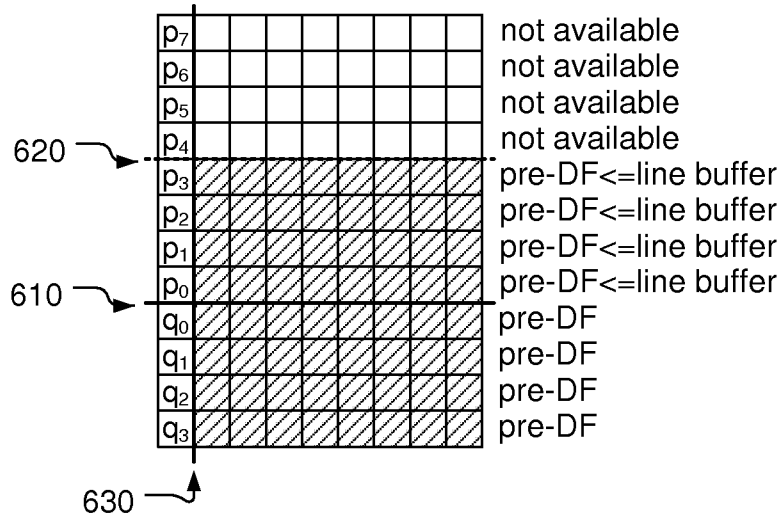 p7 not available
p6 not available
p5 not available
p4 not available
620
p3 pre-DF<=line buffer
p2 pre-DF<=line buffer
p1 pre-DF<=line buffer
p0 pre-DF<=line buffer
610
q0 pre-DF
q1 pre-DF
q2 pre-DF
q3 pre-DF
630